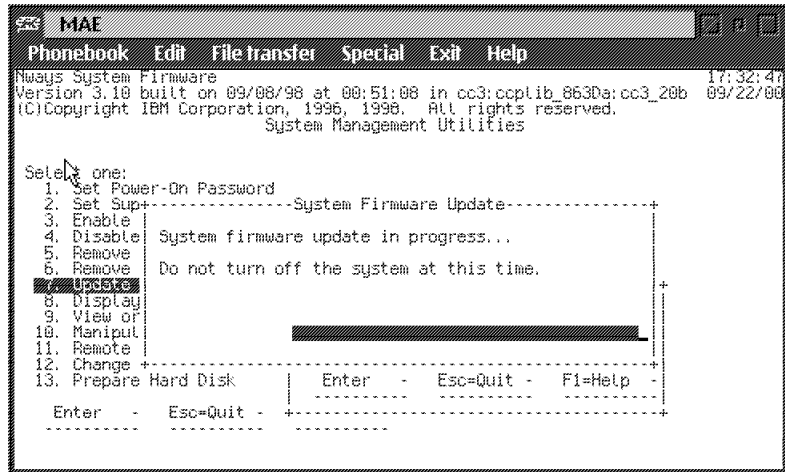 MAE
Phonebook Edit File transfer Special Exit Help
Nways System Firmware 17:32:47
Version 3.10 built on 09/08/98 at 00:51:08 in cc3:ccplib_863Da:cc3_20b 09/22/00
(C)Copyright IBM Corporation, 1996, 1998. All rights reserved.
System Management Utilities
Select one:
1. Set Power-On Password
2. Set Sup
System Firmware Update
3. Enable
4. Disable
System firmware update in progress...
5. Remove
6. Remove
Do not turn off the system at this time.
7. Update
8. Display
9. View or
10. Manipul
11. Remote
12. Change
13. Prepare Hard Disk
Enter - Esc=Quit - F1=Help -
Enter - Esc=Quit -